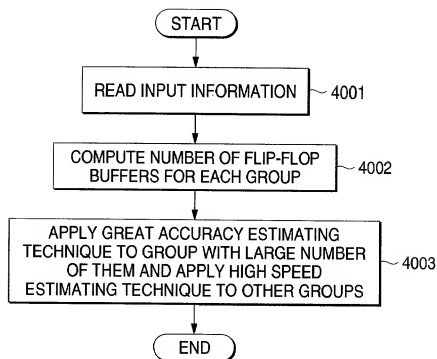 START
READ INPUT INFORMATION
4001
COMPUTE NUMBER OF FLIP-FLOP
BUFFERS FOR EACH GROUP
4002
APPLY GREAT ACCURACY ESTIMATING
TECHNIQUE TO GROUP WITH LARGE NUMBER
OF THEM AND APPLY HIGH SPEED
ESTIMATING TECHNIQUE TO OTHER GROUPS
4003
END